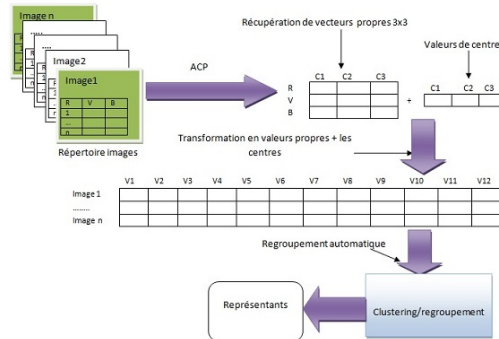 Image n
Image2
Image1
R V B
1
....
n
Répertoire images
ACP
Récupération de vecteurs propres 3x3
Valeurs de centre
C1 C2 C3
R
V
B
+
C1 C2 C3
Transformation en valeurs propres + les
centres
V1 V2 V3 V4 V5 V6 V7 V8 V9 V10 V11 V12
Image 1
........
Image n
Regroupement automatique
Représentants
Clustering/regroupement